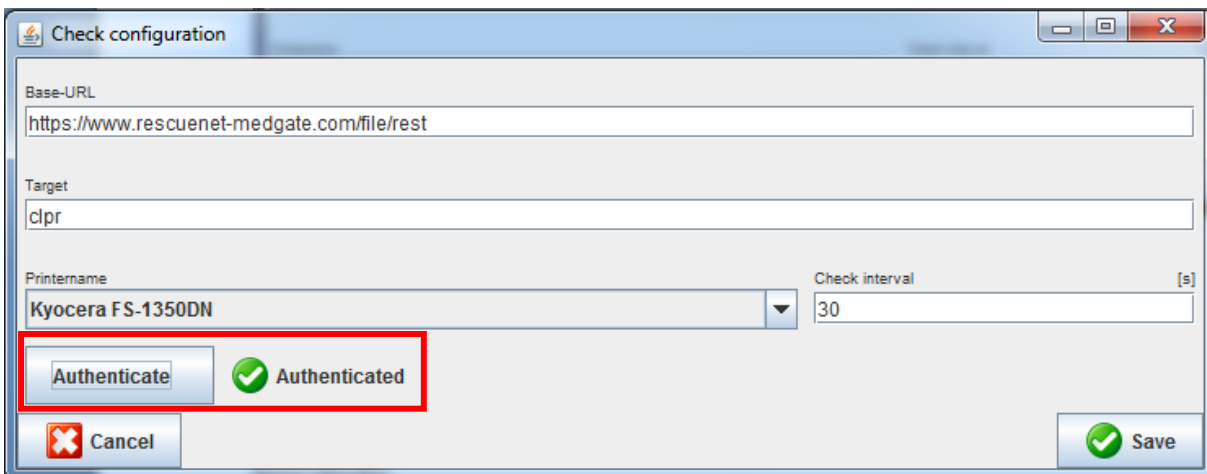 Check configuration
Base-URL
https://www.rescuenet-medgate.com/file/rest
Target
clpr
Printername
Check interval [s]
Kyocera FS-1350DN
30
Authenticate
Authenticated
Cancel
Save